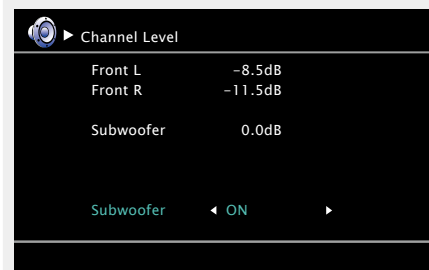 Channel Level
Front L −8.5dB
Front R −11.5dB
Subwoofer 0.0dB
Subwoofer ON